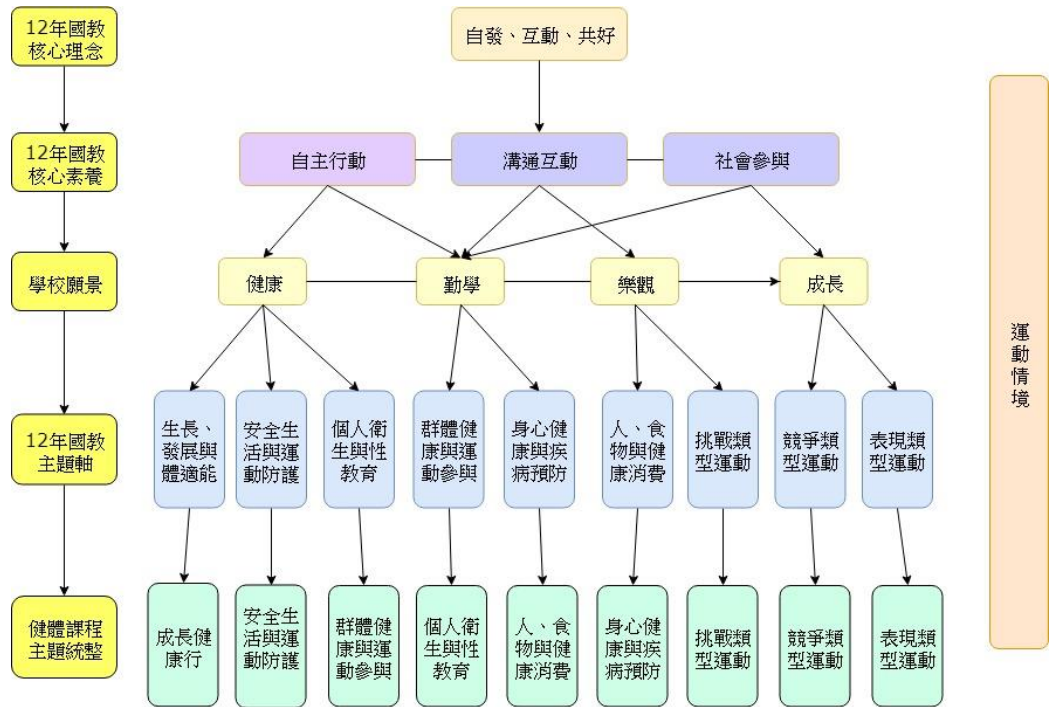 12年國教
核心理念
自發、互動、共好
12年國教
核心素養
自主行動
溝通互動
社會參與
學校願景
健康
勤學
樂觀
成長
12年國教
主題軸
生長、
發展與
體適能
安全生
活與運
動防護
個人衛
生與性
教育
群體健
康與運
動參與
身心健
康與疾
病預防
人、食
物與健
康消費
挑戰類
型運動
競爭類
型運動
表現類
型運動
健體課程
主題統整
成長健
康行
安全生
活與運
動防護
群體健
康與運
動參與
個人衛
生與性
教育
人、食
物與健
康消費
身心健
康與疾
病預防
挑戰類
型運動
競爭類
型運動
表現類
型運動
運動情境